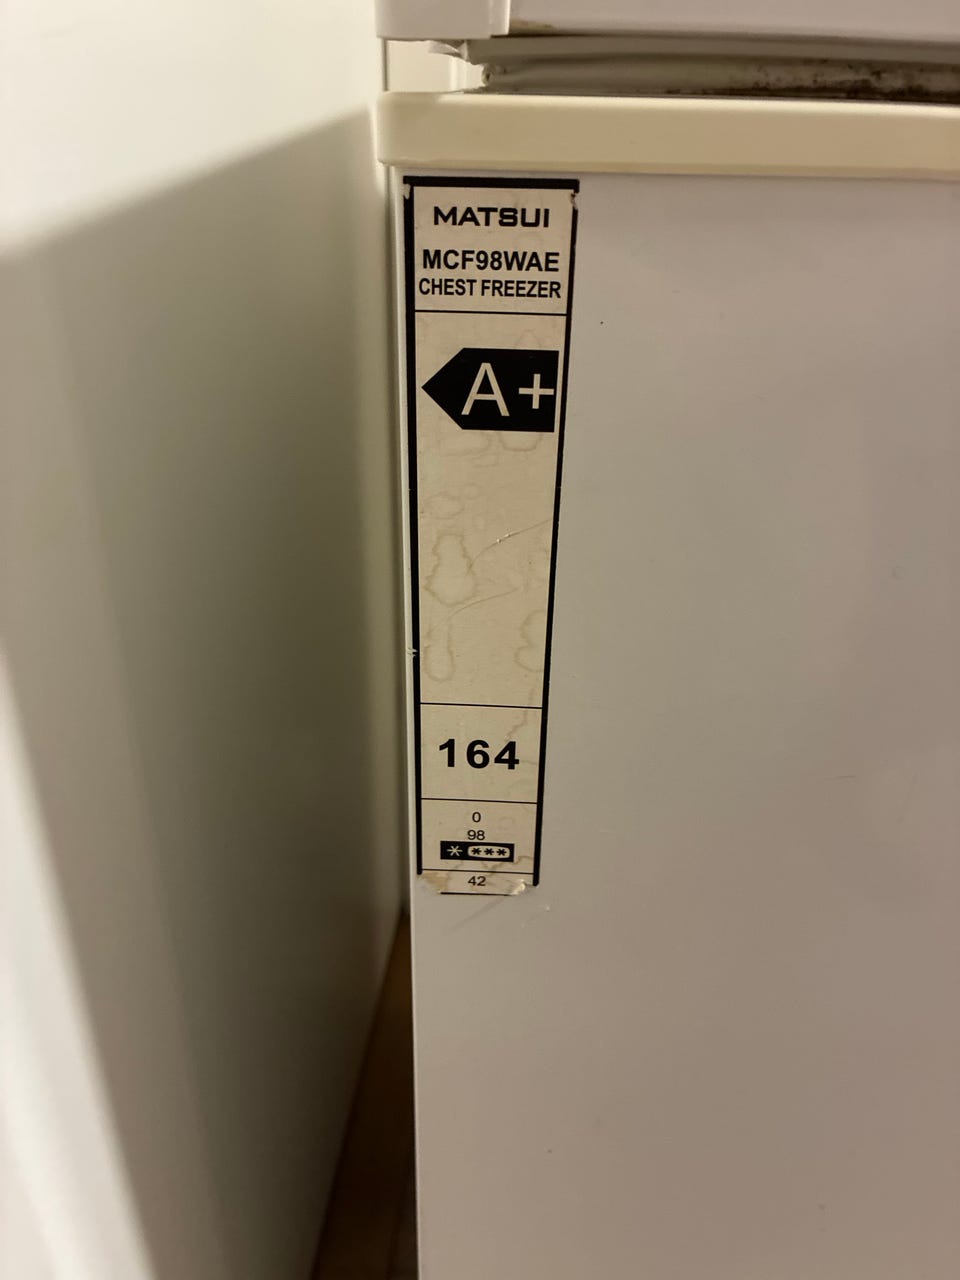 MATSUI
MCF98WAE
CHEST FREEZER
A+
164
0
98
****
42